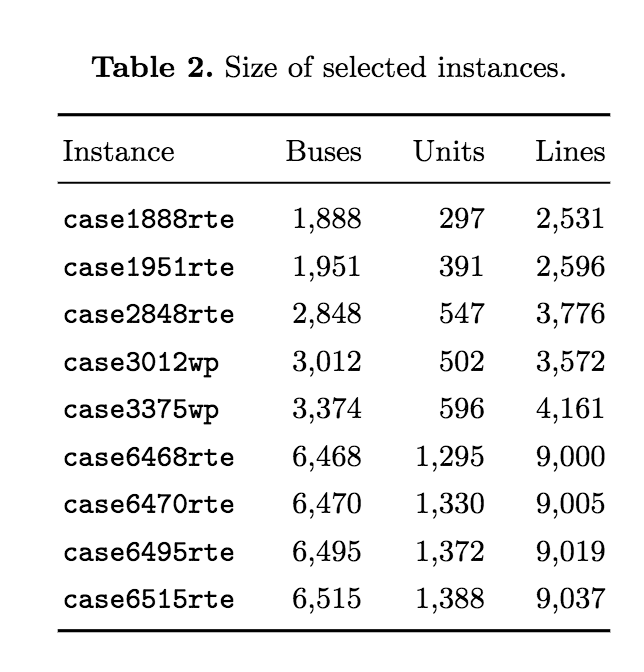 Table 2. Size of selected instances.
Instance Buses Units Lines
case1888rte 1,888 297 2,531
case1951rte 1,951 391 2,596
case2848rte 2,848 547 3,776
case3012wp 3,012 502 3,572
case3375wp 3,374 596 4,161
case6468rte 6,468 1,295 9,000
case6470rte 6,470 1,330 9,005
case6495rte 6,495 1,372 9,019
case6515rte 6,515 1,388 9,037